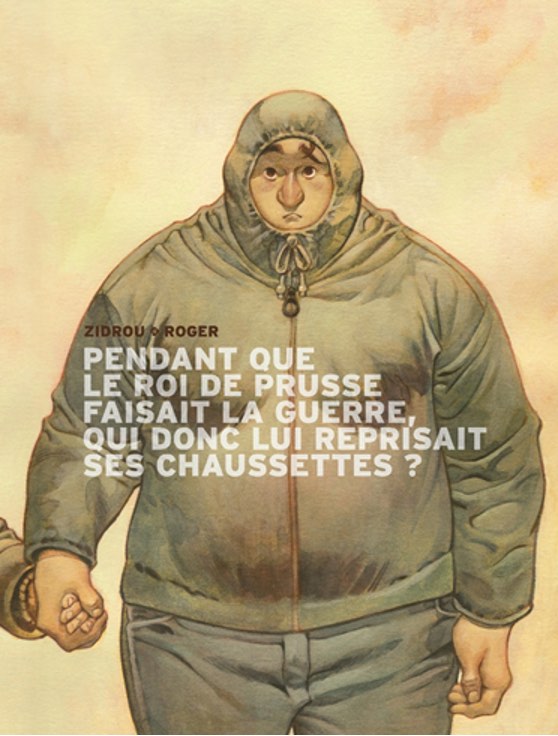 ZIDROU & ROGER
PENDANT QUE
LE ROI DE PRUSSE
FAISAIT LA GUERRE,
QUI DONC LUI REPRISAIT
SES CHAUSSETTES ?